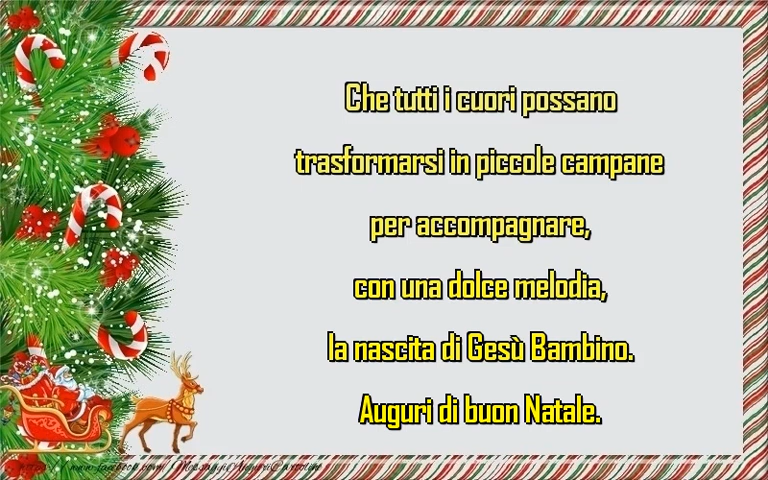 Che tutti i cuori possano
trasformarsi in piccole campane
per accompagnare,
con una dolce melodia,
la nascita di Gesù Bambino.
Auguri di buon Natale.